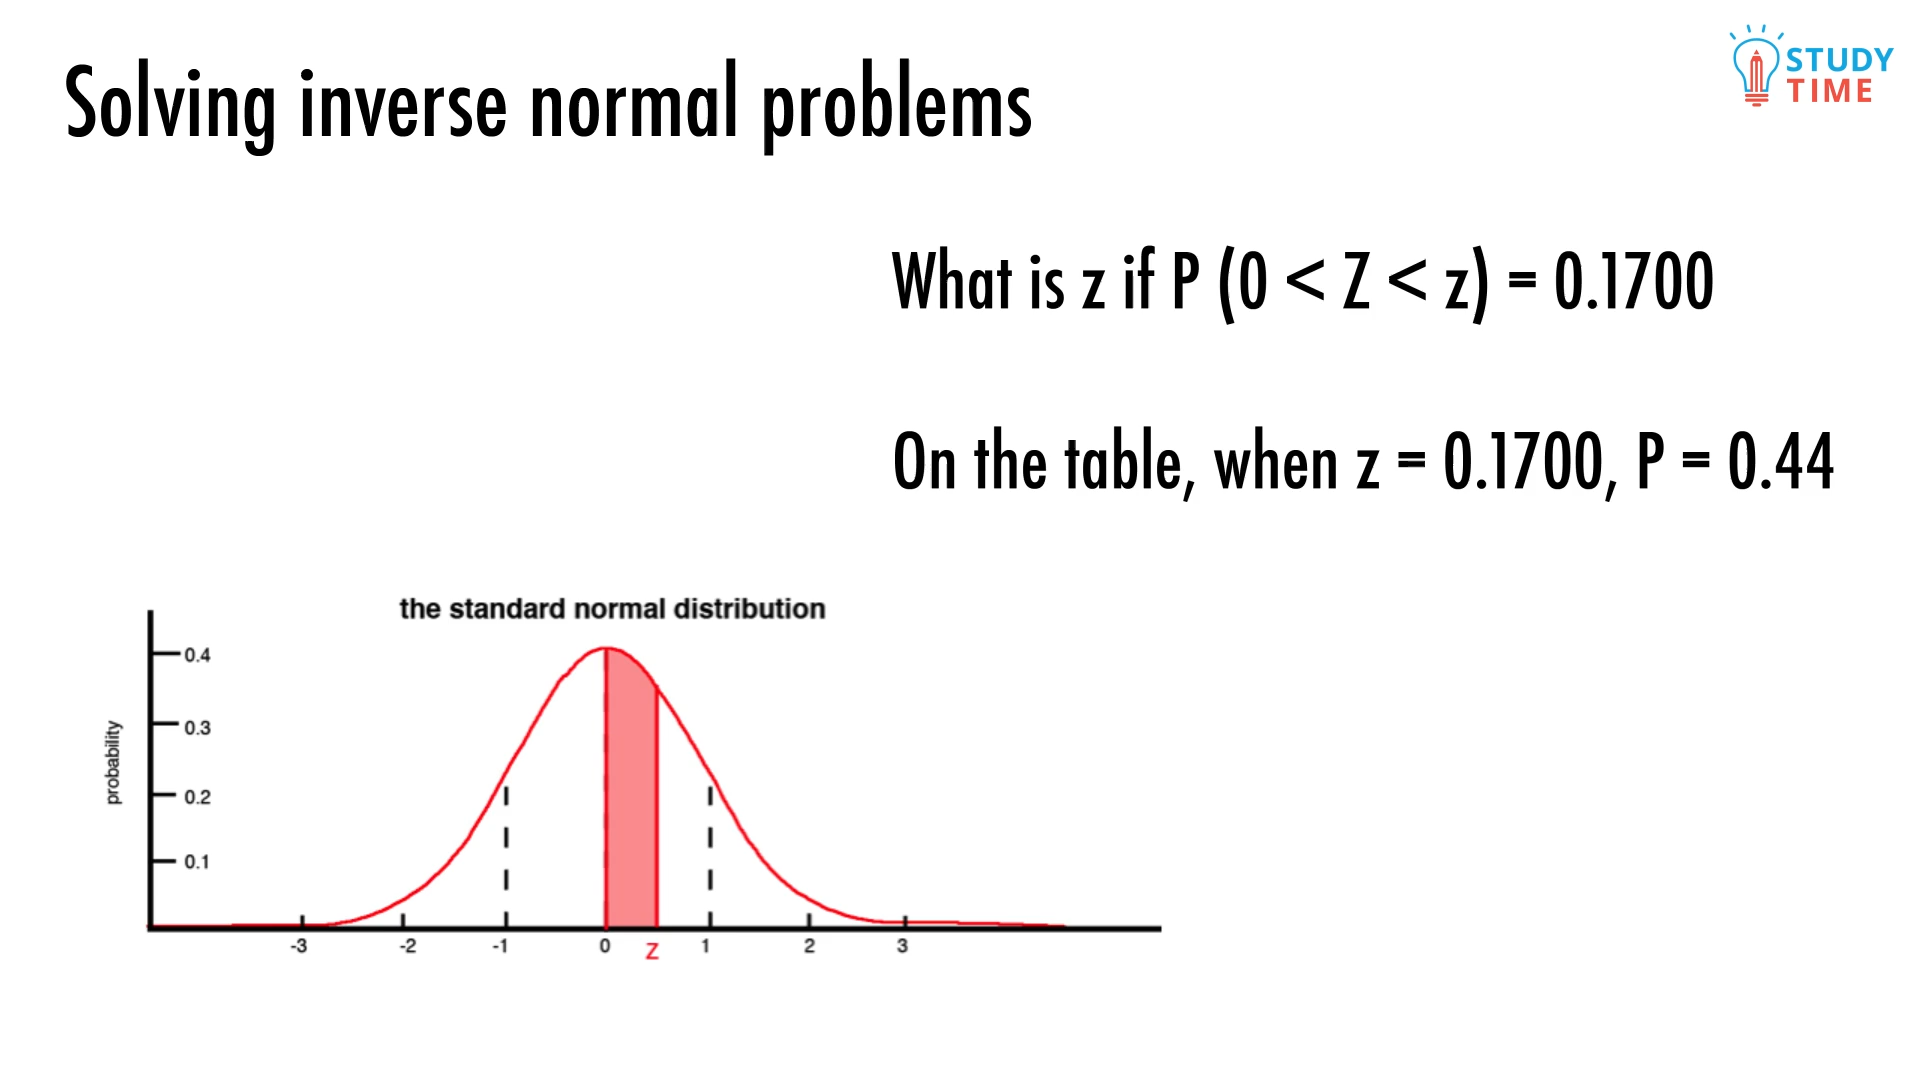 Solving inverse normal problems
STUDY
TIME
What is z if P (0 < Z < z) = 0.1700
On the table, when z = 0.1700, P = 0.44
the standard normal distribution
probability
0.4
0.3
0.2
0.1
-3 -2 -1 0 z 1 2 3